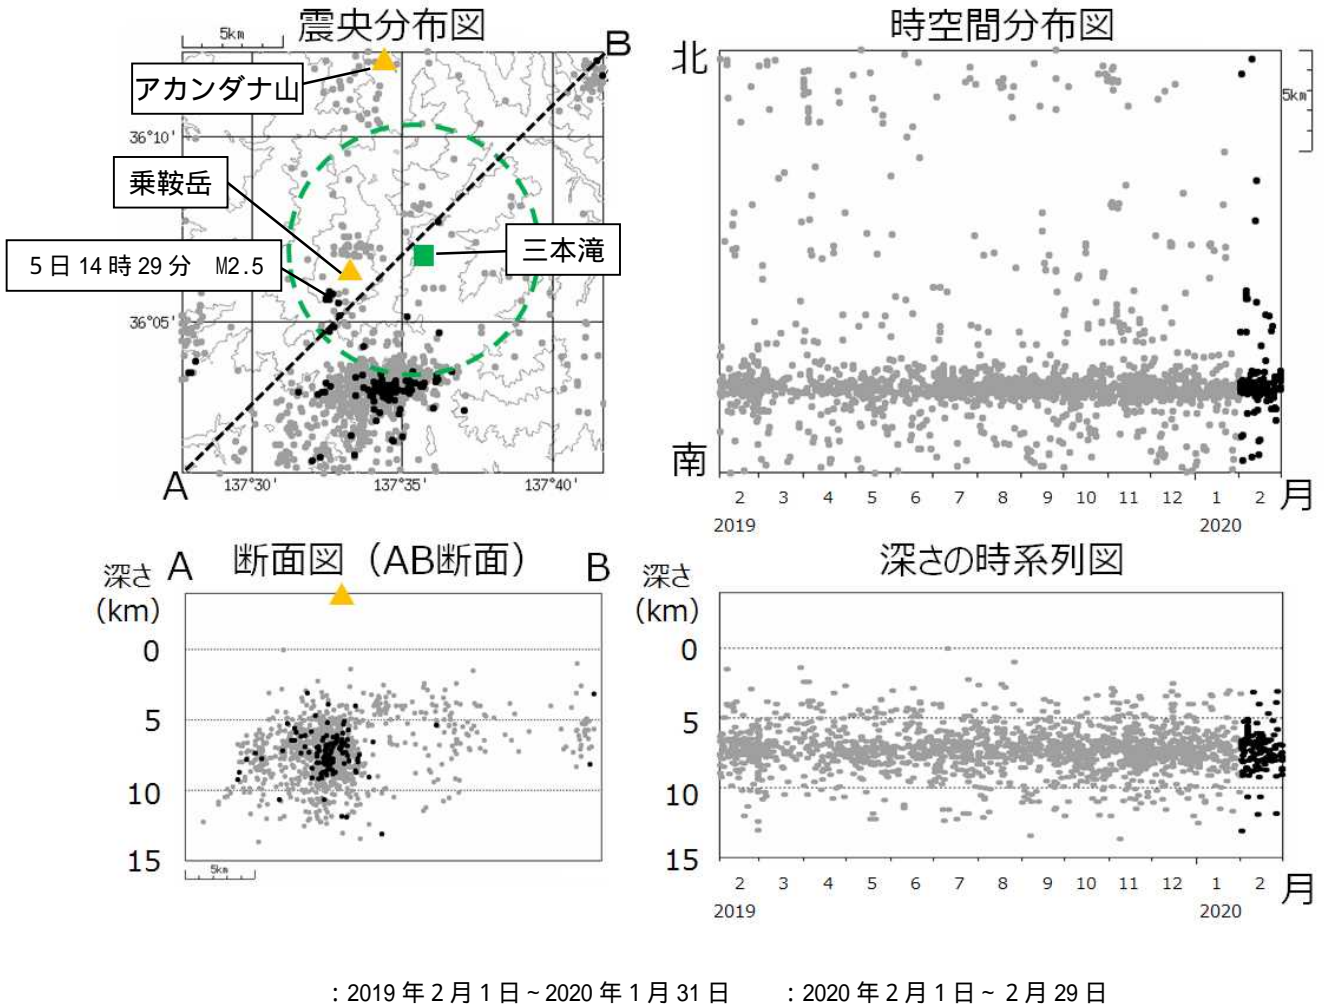 震央分布図
5km
B
アカンダナ山
36°10'
乗鞍岳
三本滝
5日14時29分 M2.5
36°05'
A
137°30' 137°35' 137°40'
時空間分布図
北
5km
南
2 3 4 5 6 7 8 9 10 11 12 1 2 月
2019 2020
断面図（AB断面）
A B
深さ
（km）
0
5
10
15
5km
深さの時系列図
深さ
（km）
0
5
10
15
2 3 4 5 6 7 8 9 10 11 12 1 2 月
2019 2020
：2019年2月1日~2020年1月31日 ：2020年2月1日~ 2月29日